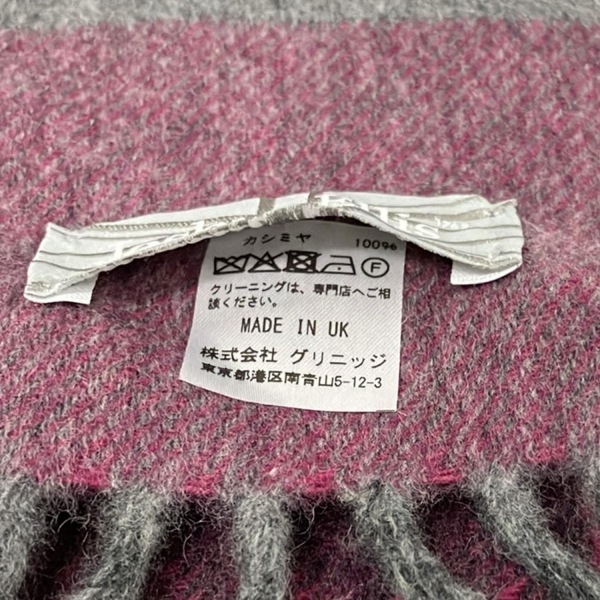 カシミヤ 100%
F
クリーニングは、専門店へご相
談ください。
MADE IN UK
株式会社 グリニッジ
東京都港区南青山5-12-3